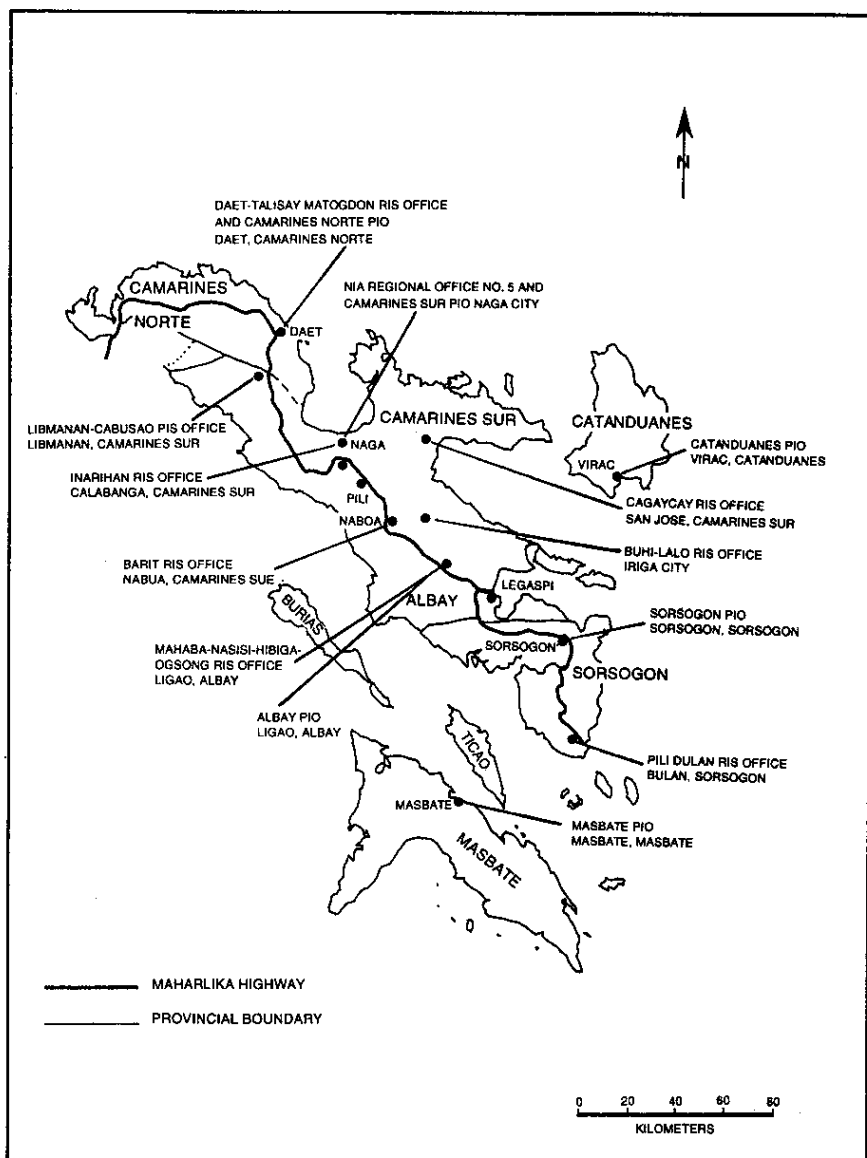 N
DAET-TALISAY MATOGDON RIS OFFICE
AND CAMARINES NORTE PIO
DAET, CAMARINES NORTE
NIA REGIONAL OFFICE NO. 5 AND
CAMARINES SUR PIO NAGA CITY
CAMARINES
NORTE
DAET
CAMARINES SUR
CATANDUANES
LIBMANAN-CABUSAO PIS OFFICE
LIBMANAN, CAMARINES SUR
NAGA
VIRAC
CATANDUANES PIO
VIRAC, CATANDUANES
INARIHAN RIS OFFICE
CALABANGA, CAMARINES SUR
PILI
CAGAYCAY RIS OFFICE
SAN JOSE, CAMARINES SUR
NABOA
BUHI-LALO RIS OFFICE
IRIGA CITY
BARIT RIS OFFICE
NABUA, CAMARINES SUE
LEGASPI
ALBAY
BURIAS
SORSOGON PIO
SORSOGON, SORSOGON
SORSOGON
SORSOGON
MAHABA-NASISI-HIBIGA-
OGSONG RIS OFFICE
LIGAO, ALBAY
ALBAY PIO
LIGAO, ALBAY
TICAO
PILI DULAN RIS OFFICE
BULAN, SORSOGON
MASBATE
MASBATE PIO
MASBATE, MASBATE
MASBATE
MAHARLIKA HIGHWAY
PROVINCIAL BOUNDARY
0 20 40 60 80
KILOMETERS